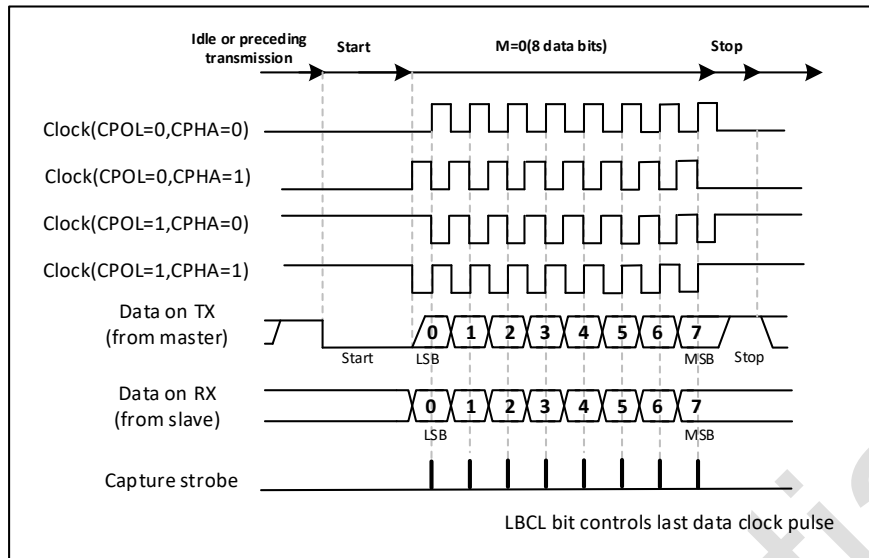 Idle or preceding
transmission
Start
M=0(8 data bits)
Stop
Clock(CPOL=0,CPHA=0)
Clock(CPOL=0,CPHA=1)
Clock(CPOL=1,CPHA=0)
Clock(CPOL=1,CPHA=1)
Data on TX
(from master)
0 1 2 3 4 5 6 7
Start
LSB
MSB
Stop
Data on RX
(from slave)
0 1 2 3 4 5 6 7
LSB
MSB
Capture strobe
LBCL bit controls last data clock pulse